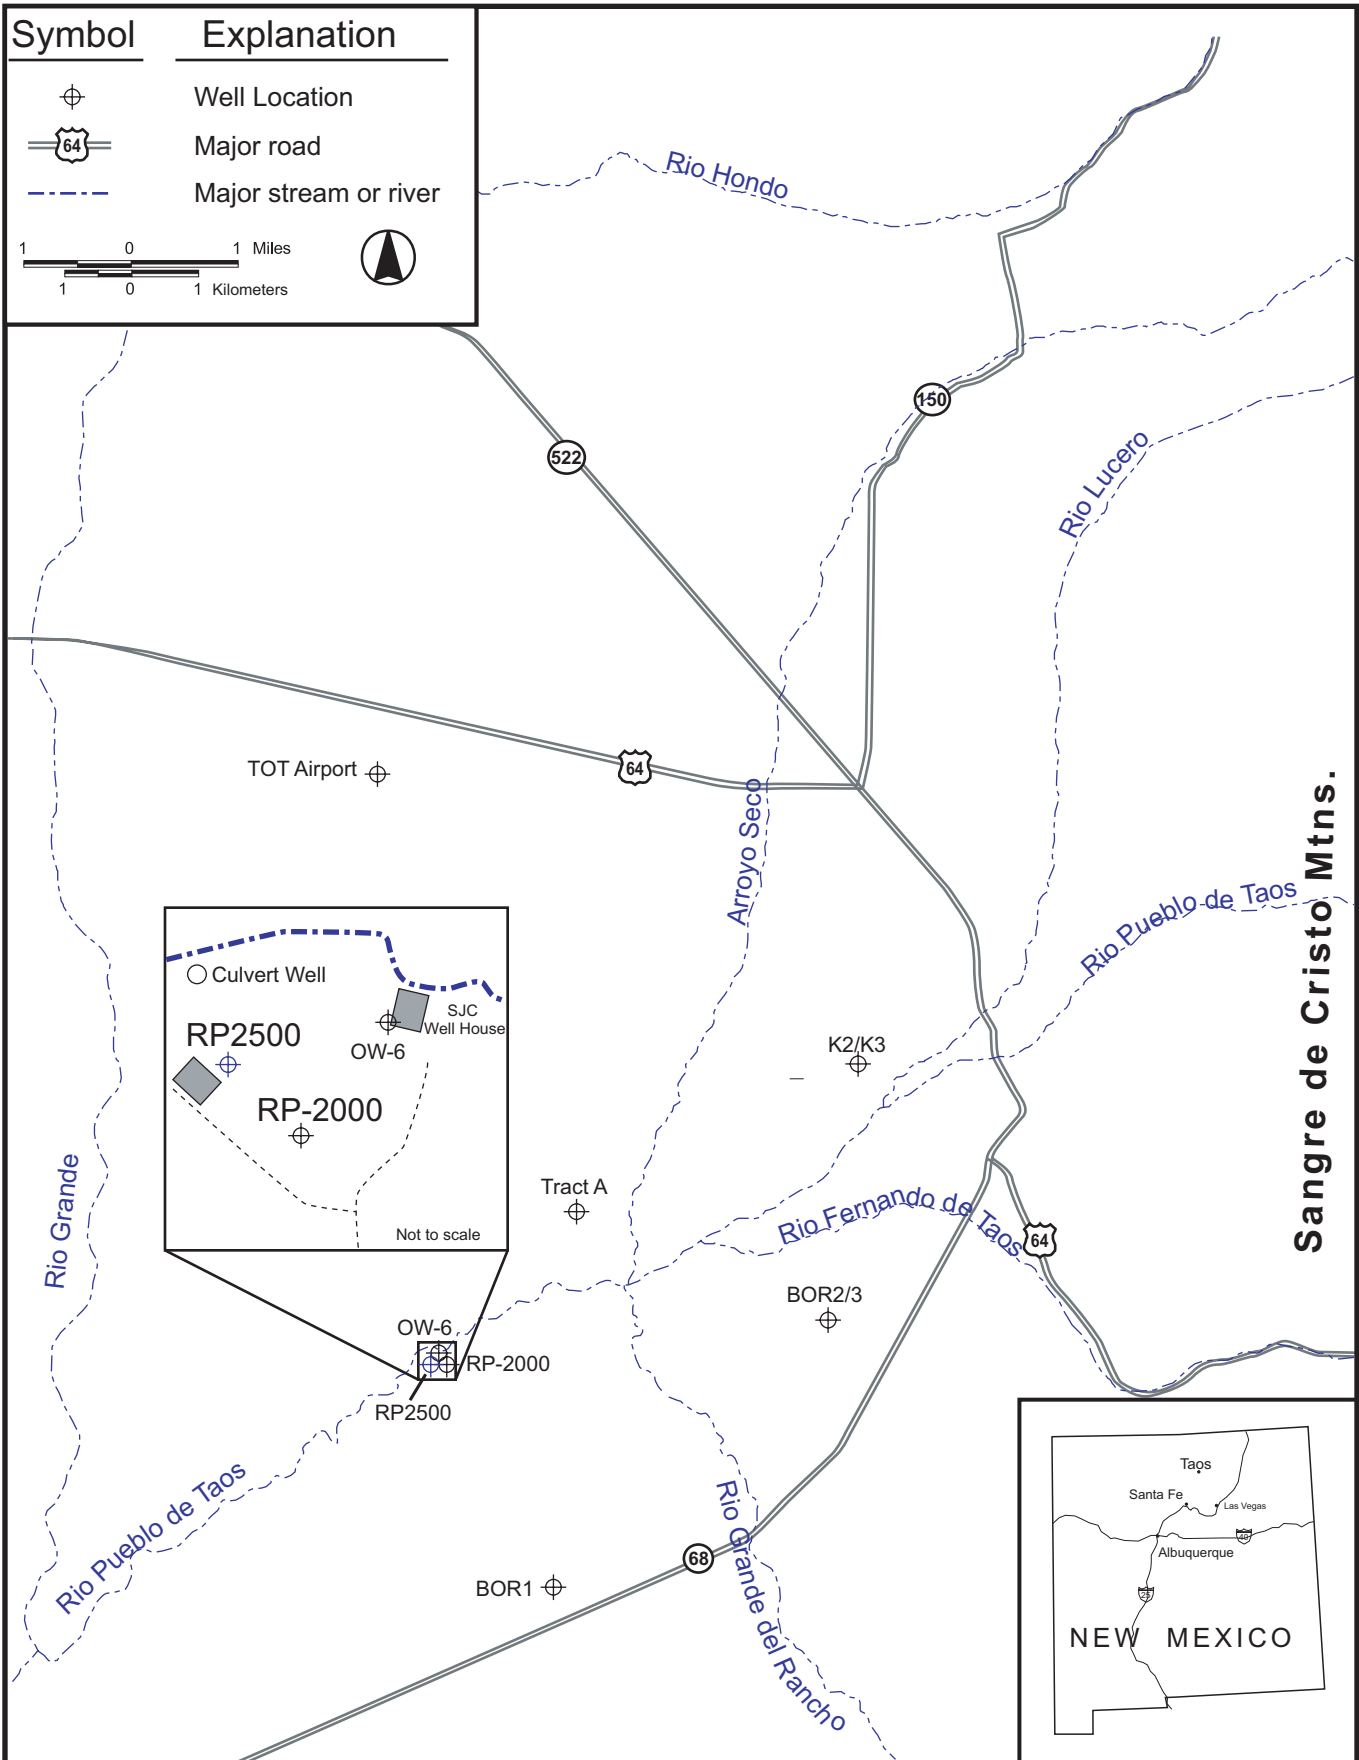 Symbol Explanation
Well Location
64 Major road
Major stream or river
1 0 1 Miles
1 0 1 Kilometers
Rio Hondo
150
522
Rio Lucero
64
TOT Airport
Arroyo Seco
Sangre de Cristo Mtns.
Rio Pueblo de Taos
Culvert Well
SJC
Well House
OW-6
RP2500
RP-2000
Not to scale
K2/K3
Rio Grande
Tract A
Rio Fernando de Taos
64
BOR2/3
OW-6
RP-2000
RP2500
Rio Pueblo de Taos
Rio Grande del Rancho
68
BOR1
Taos
Santa Fe
Las Vegas
40
Albuquerque
25
NEW MEXICO